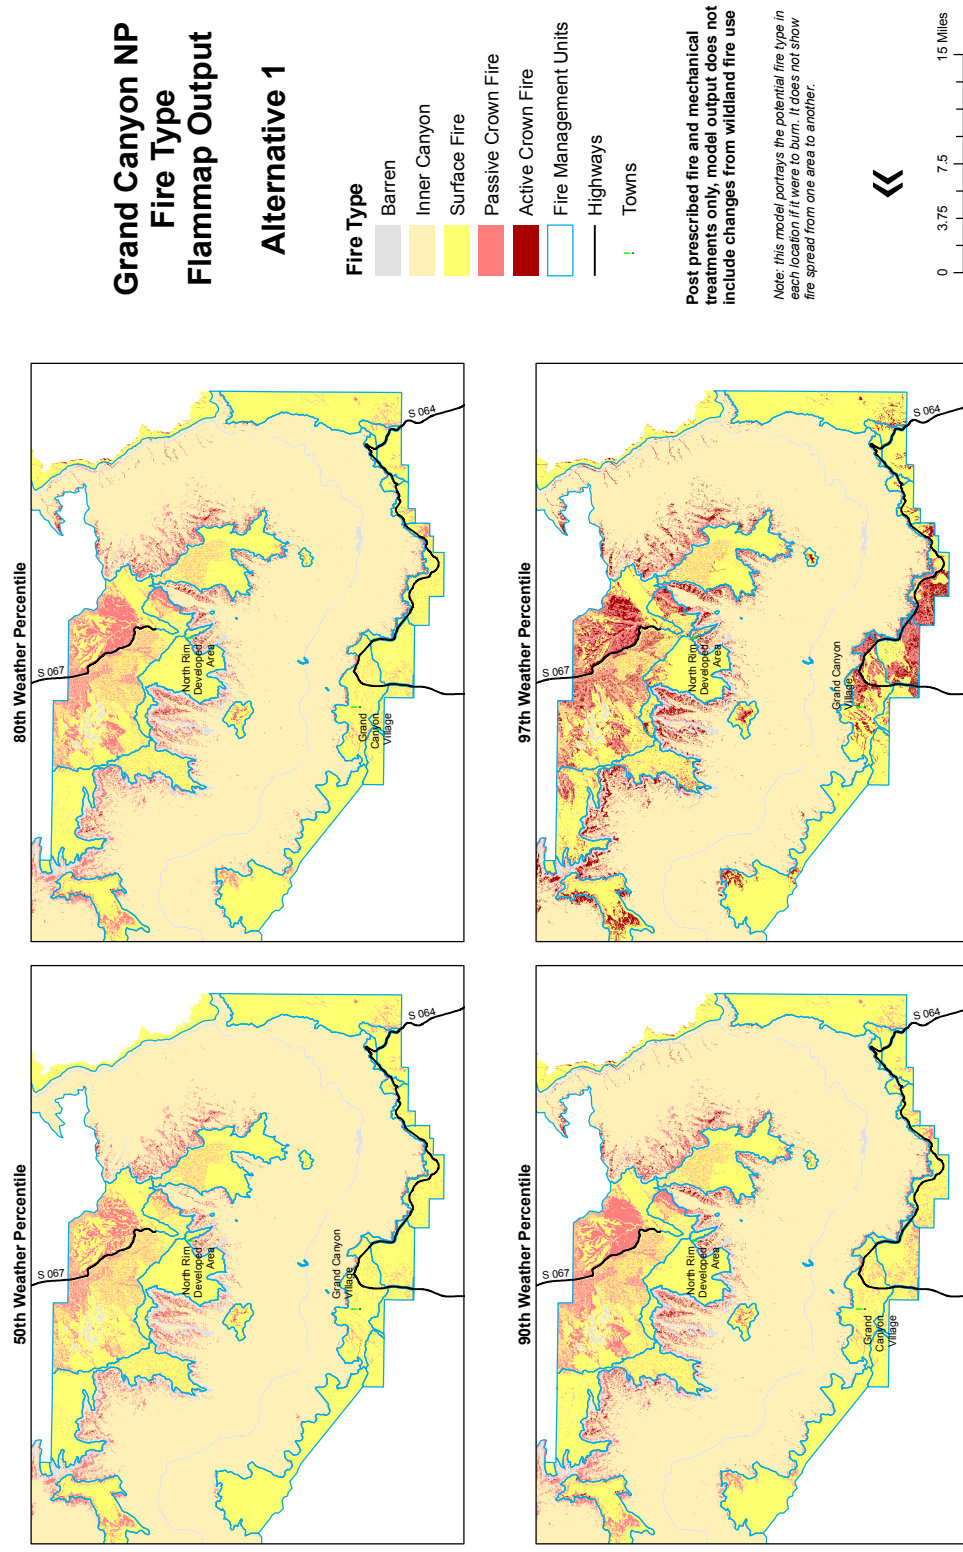 Grand Canyon NP
Fire Type
Flammap Output
Alternative 1
Fire Type
Barren
Inner Canyon
Surface Fire
Passive Crown Fire
Active Crown Fire
Fire Management Units
Highways
Towns
Post prescribed fire and mechanical
treatments only, model output does not
include changes from wildland fire use
Note: this model portrays the potential fire type in
each location if it were to burn. It does not show
fire spread from one area to another.
0 3.75 7.5 15 Miles
50th Weather Percentile
S 067
North Rim
Developed
Area
Grand Canyon
Village
S 064
80th Weather Percentile
S 067
North Rim
Developed
Area
Grand
Canyon
Village
S 064
90th Weather Percentile
S 067
North Rim
Developed
Area
Grand
Canyon
Village
S 064
97th Weather Percentile
S 067
North Rim
Developed
Area
Grand Canyon
Village
S 064